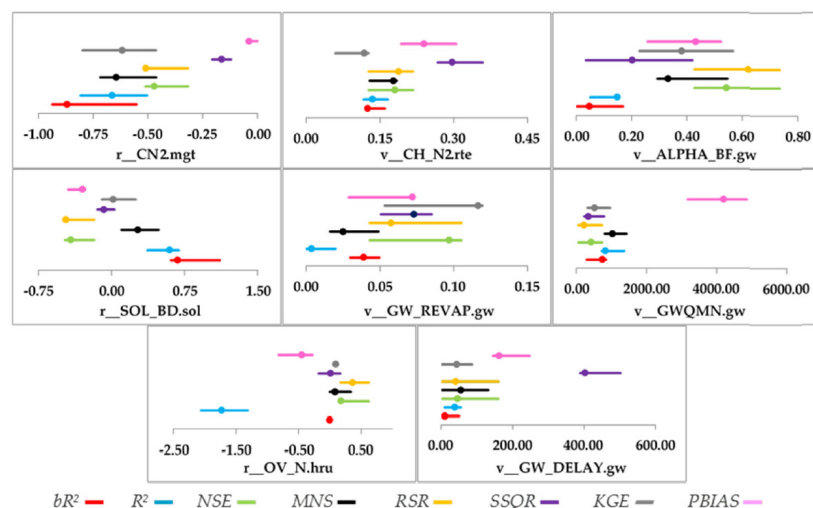 -1.00 -0.75 -0.50 -0.25 0.00
r__CN2.mgt
0.00 0.15 0.30 0.45
v__CH_N2.rte
0.00 0.20 0.40 0.60 0.80
v__ALPHA_BF.gw
-0.75 0.00 0.75 1.50
r__SOL_BD.sol
0.00 0.05 0.10 0.15
v__GW_REVAP.gw
0.00 2000.00 4000.00 6000.00
v__GWQMN.gw
-2.50 -1.50 -0.50 0.50
r__OV_N.hru
0.00 200.00 400.00 600.00
v__GW_DELAY.gw
bR² R² NSE MNS RSR SSQR KGE PBIAS